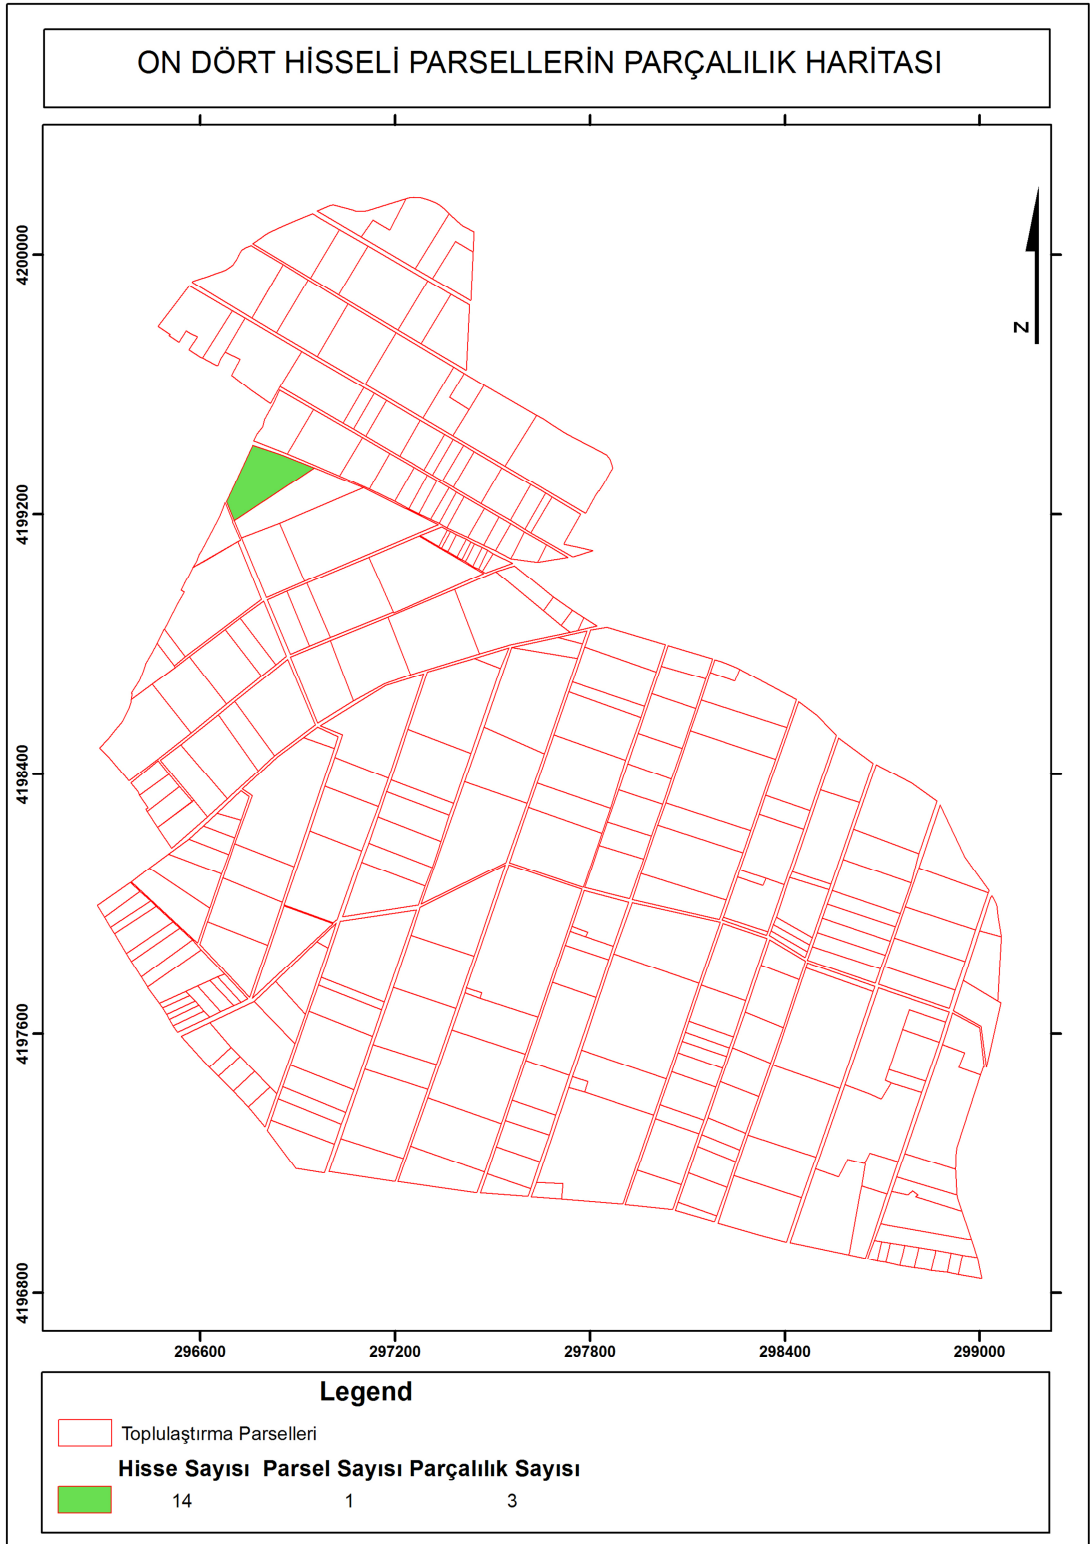 ON DÖRT HİSSELİ PARSELLERİN PARÇALILIK HARİTASI
4200000
4199200
4198400
4197600
4196800
N
296600 297200 297800 298400 299000
Legend
Toplulaştırma Parselleri
Hisse Sayısı Parsel Sayısı Parçalılık Sayısı
14 1 3